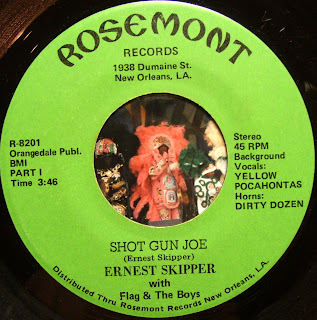 ROSEMONT
RECORDS
1938 Dumaine St.
New Orleans, LA.
R-8201
Orangedale Publ.
BMI
PART I
Time 3:46
Stereo
45 RPM
Background
Vocals:
YELLOW
POCAHONTAS
Horns:
DIRTY DOZEN
SHOT GUN JOE
(Ernest Skipper)
ERNEST SKIPPER
with
Flag & The Boys
Distributed Thru Rosemont Records New Orleans, LA.